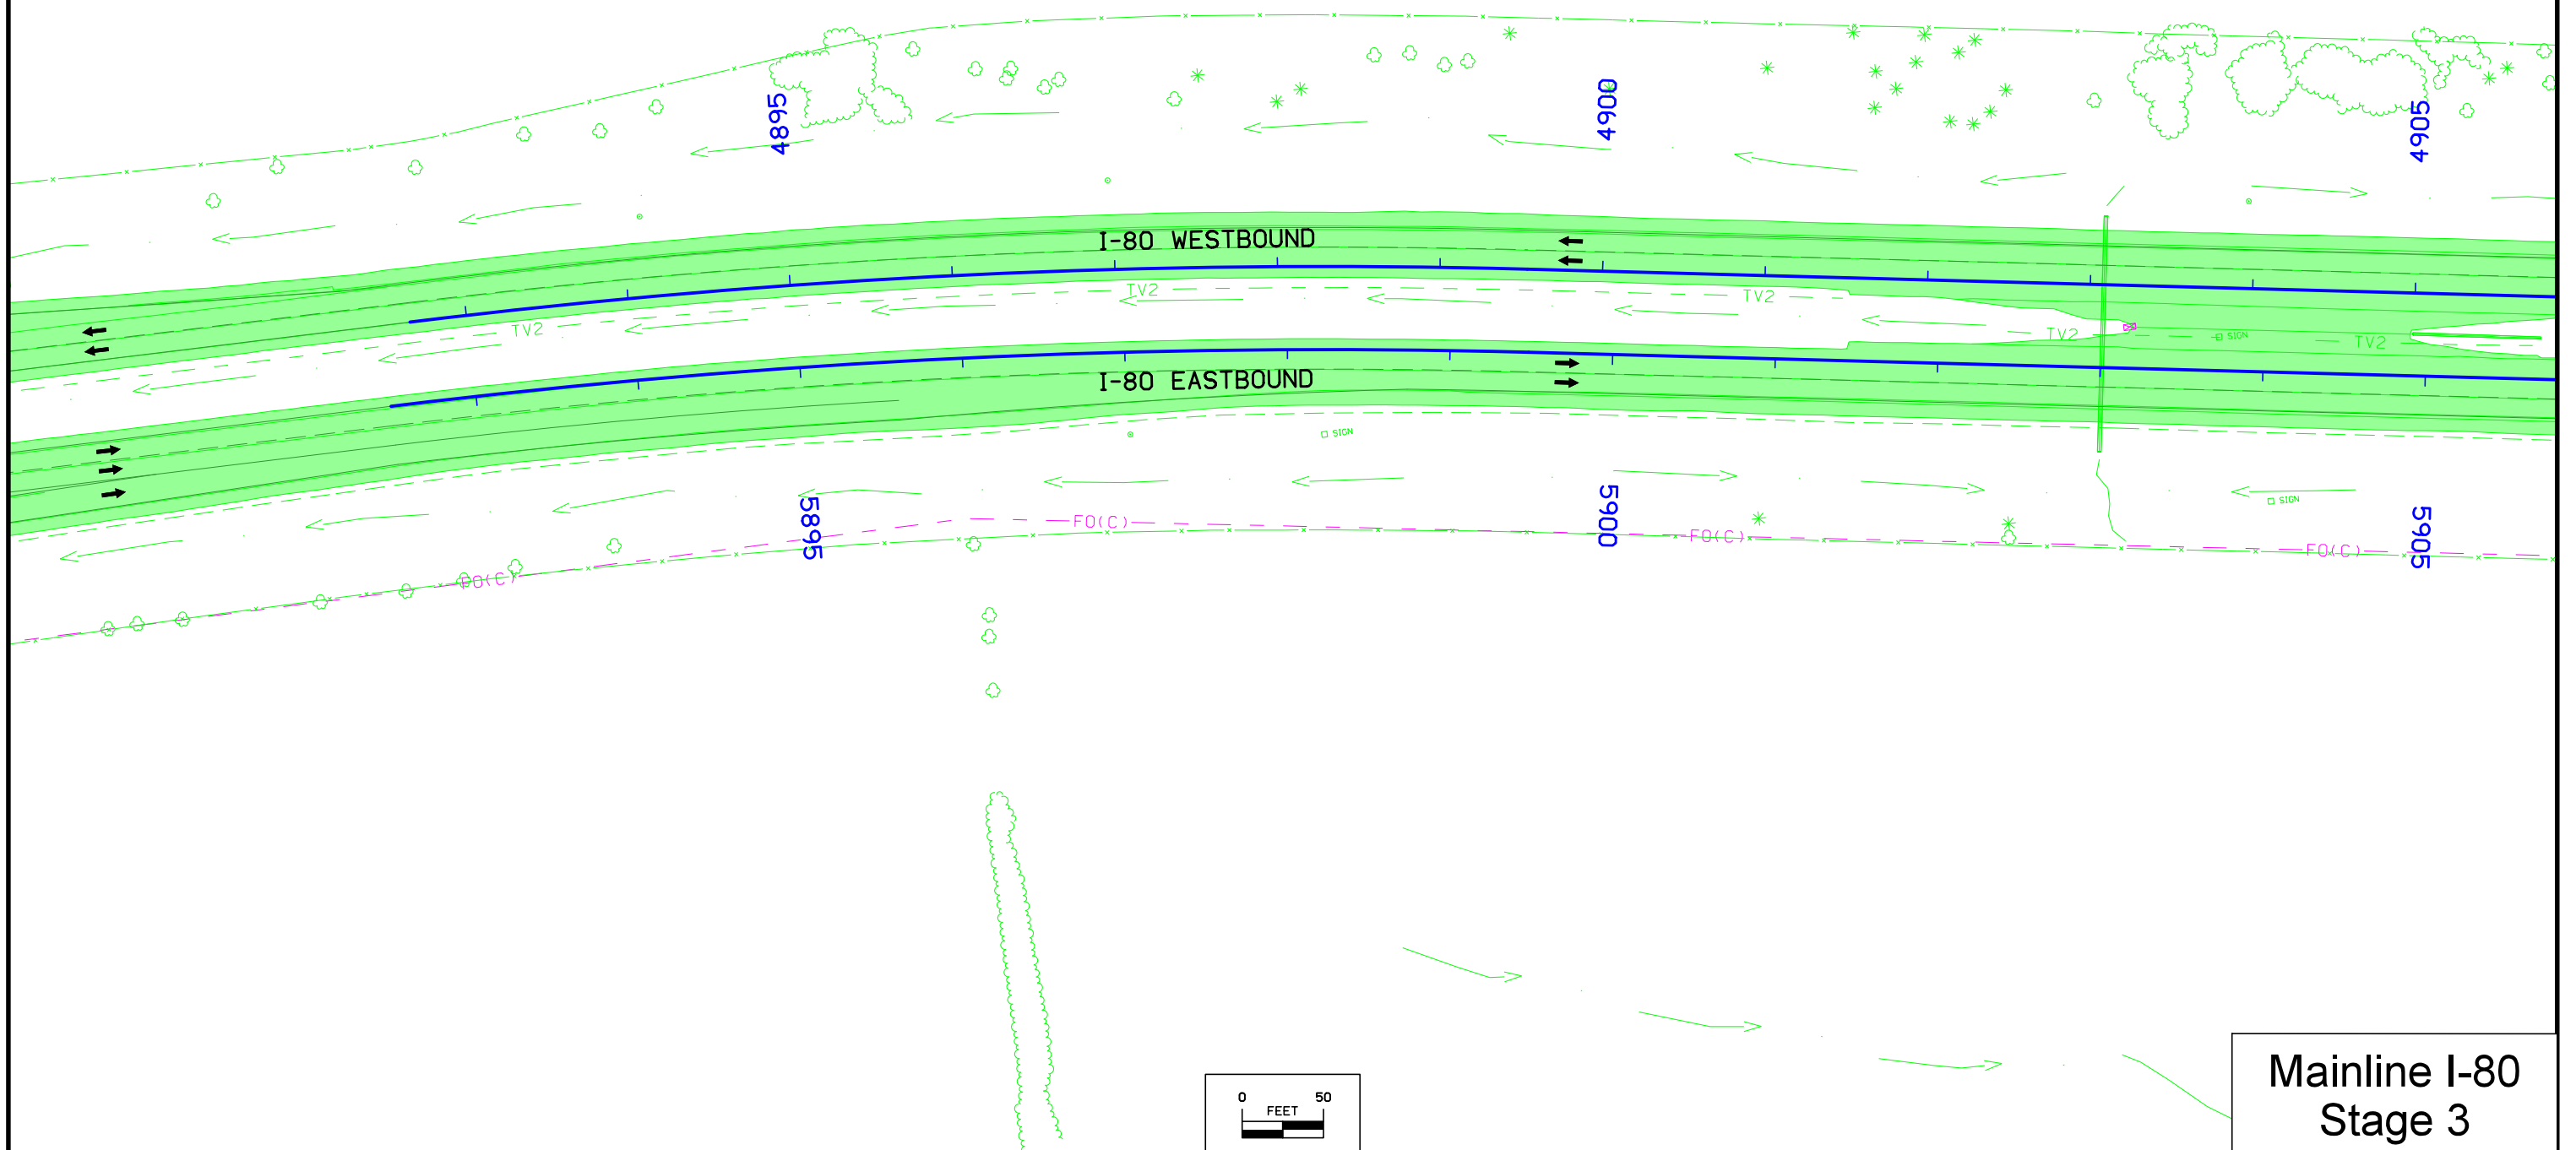 4895
4900
4905
I-80 WESTBOUND
TV2
TV2
TV2
TV2
SIGN
TV2
I-80 EASTBOUND
SIGN
SIGN
5895
5900
5905
FO(C)
FO(C)
FO(C)
FO(C)
0 50
FEET
Mainline I-80
Stage 3